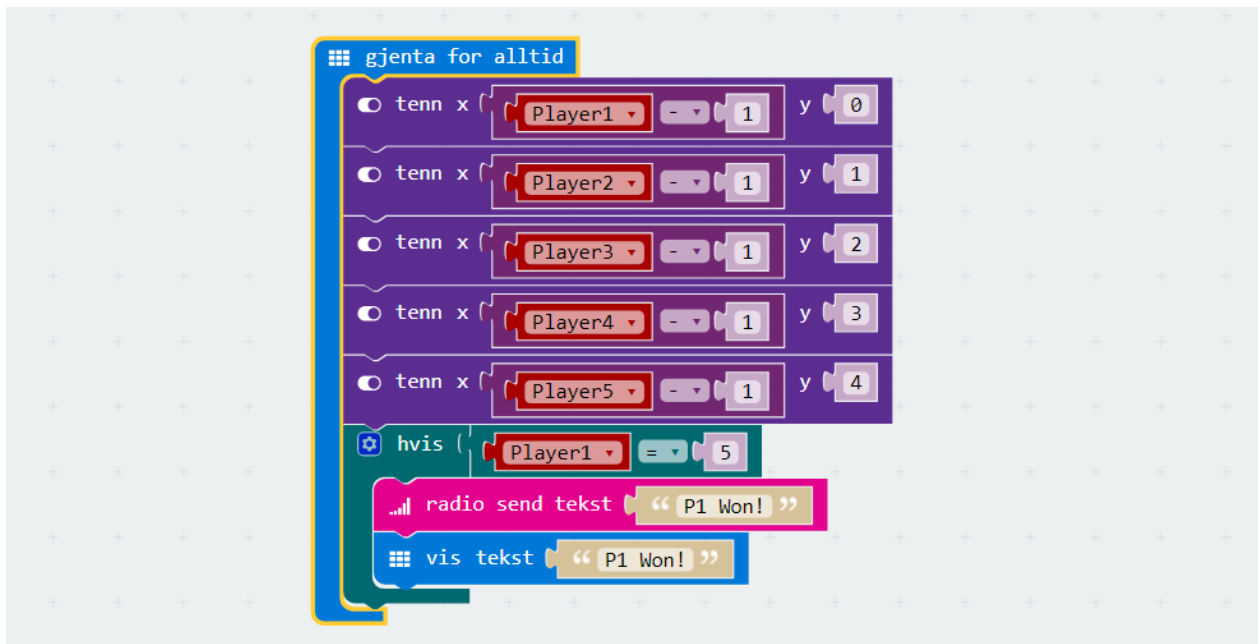 gjenta for alltid
tenn x ( ( Player1 - ( 1 y ( 0
tenn x ( ( Player2 - ( 1 y ( 1
tenn x ( ( Player3 - ( 1 y ( 2
tenn x ( ( Player4 - ( 1 y ( 3
tenn x ( ( Player5 - ( 1 y ( 4
hvis ( ( Player1 = ( 5
radio send tekst ( “ P1 Won! ”
vis tekst ( “ P1 Won! ”